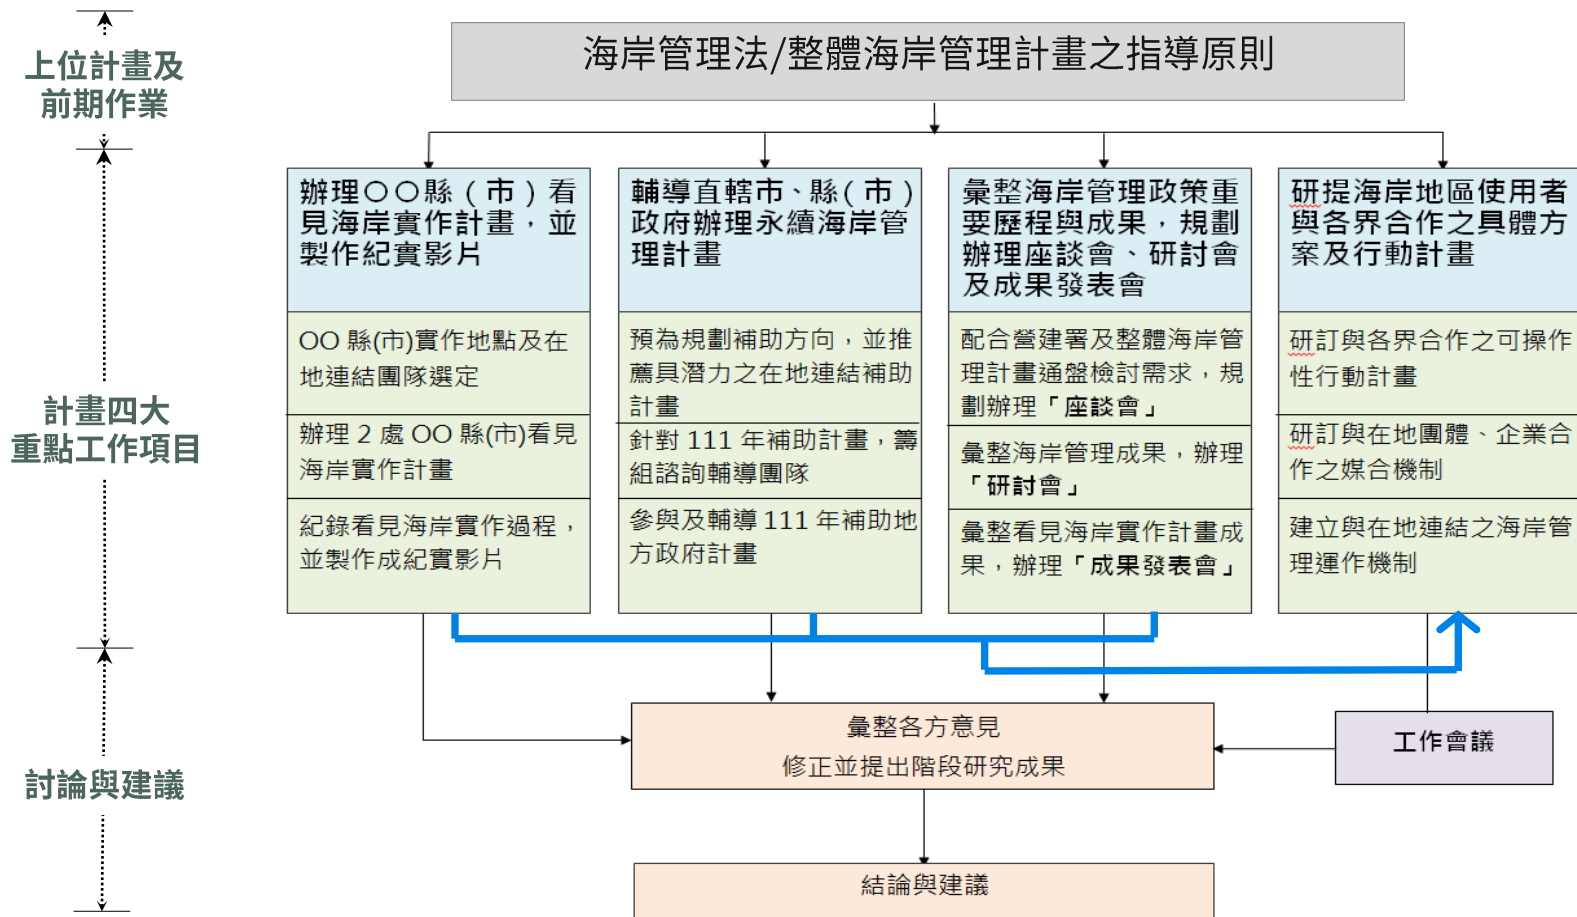 上位計畫及
前期作業
海岸管理法/整體海岸管理計畫之指導原則
計畫四大
重點工作項目
辦理〇〇縣（市）看
見海岸實作計畫，並
製作紀實影片
OO 縣(市)實作地點及在
地連結團隊選定
辦理 2 處 OO 縣(市)看見
海岸實作計畫
紀錄看見海岸實作過程，
並製作成紀實影片
輔導直轄市、縣(市)
政府辦理永續海岸管
理計畫
預為規劃補助方向，並推
薦具潛力之在地連結補助
計畫
針對 111 年補助計畫，籌
組諮詢輔導團隊
參與及輔導 111 年補助地
方政府計畫
彙整海岸管理政策重
要歷程與成果，規劃
辦理座談會、研討會
及成果發表會
配合營建署及整體海岸管
理計畫通盤檢討需求，規
劃辦理「座談會」
彙整海岸管理成果，辦理
「研討會」
彙整看見海岸實作計畫成
果，辦理「成果發表會」
研提海岸地區使用者
與各界合作之具體方
案及行動計畫
研訂與各界合作之可操作
性行動計畫
研訂與在地團體、企業合
作之媒合機制
建立與在地連結之海岸管
理運作機制
討論與建議
彙整各方意見
修正並提出階段研究成果
工作會議
結論與建議